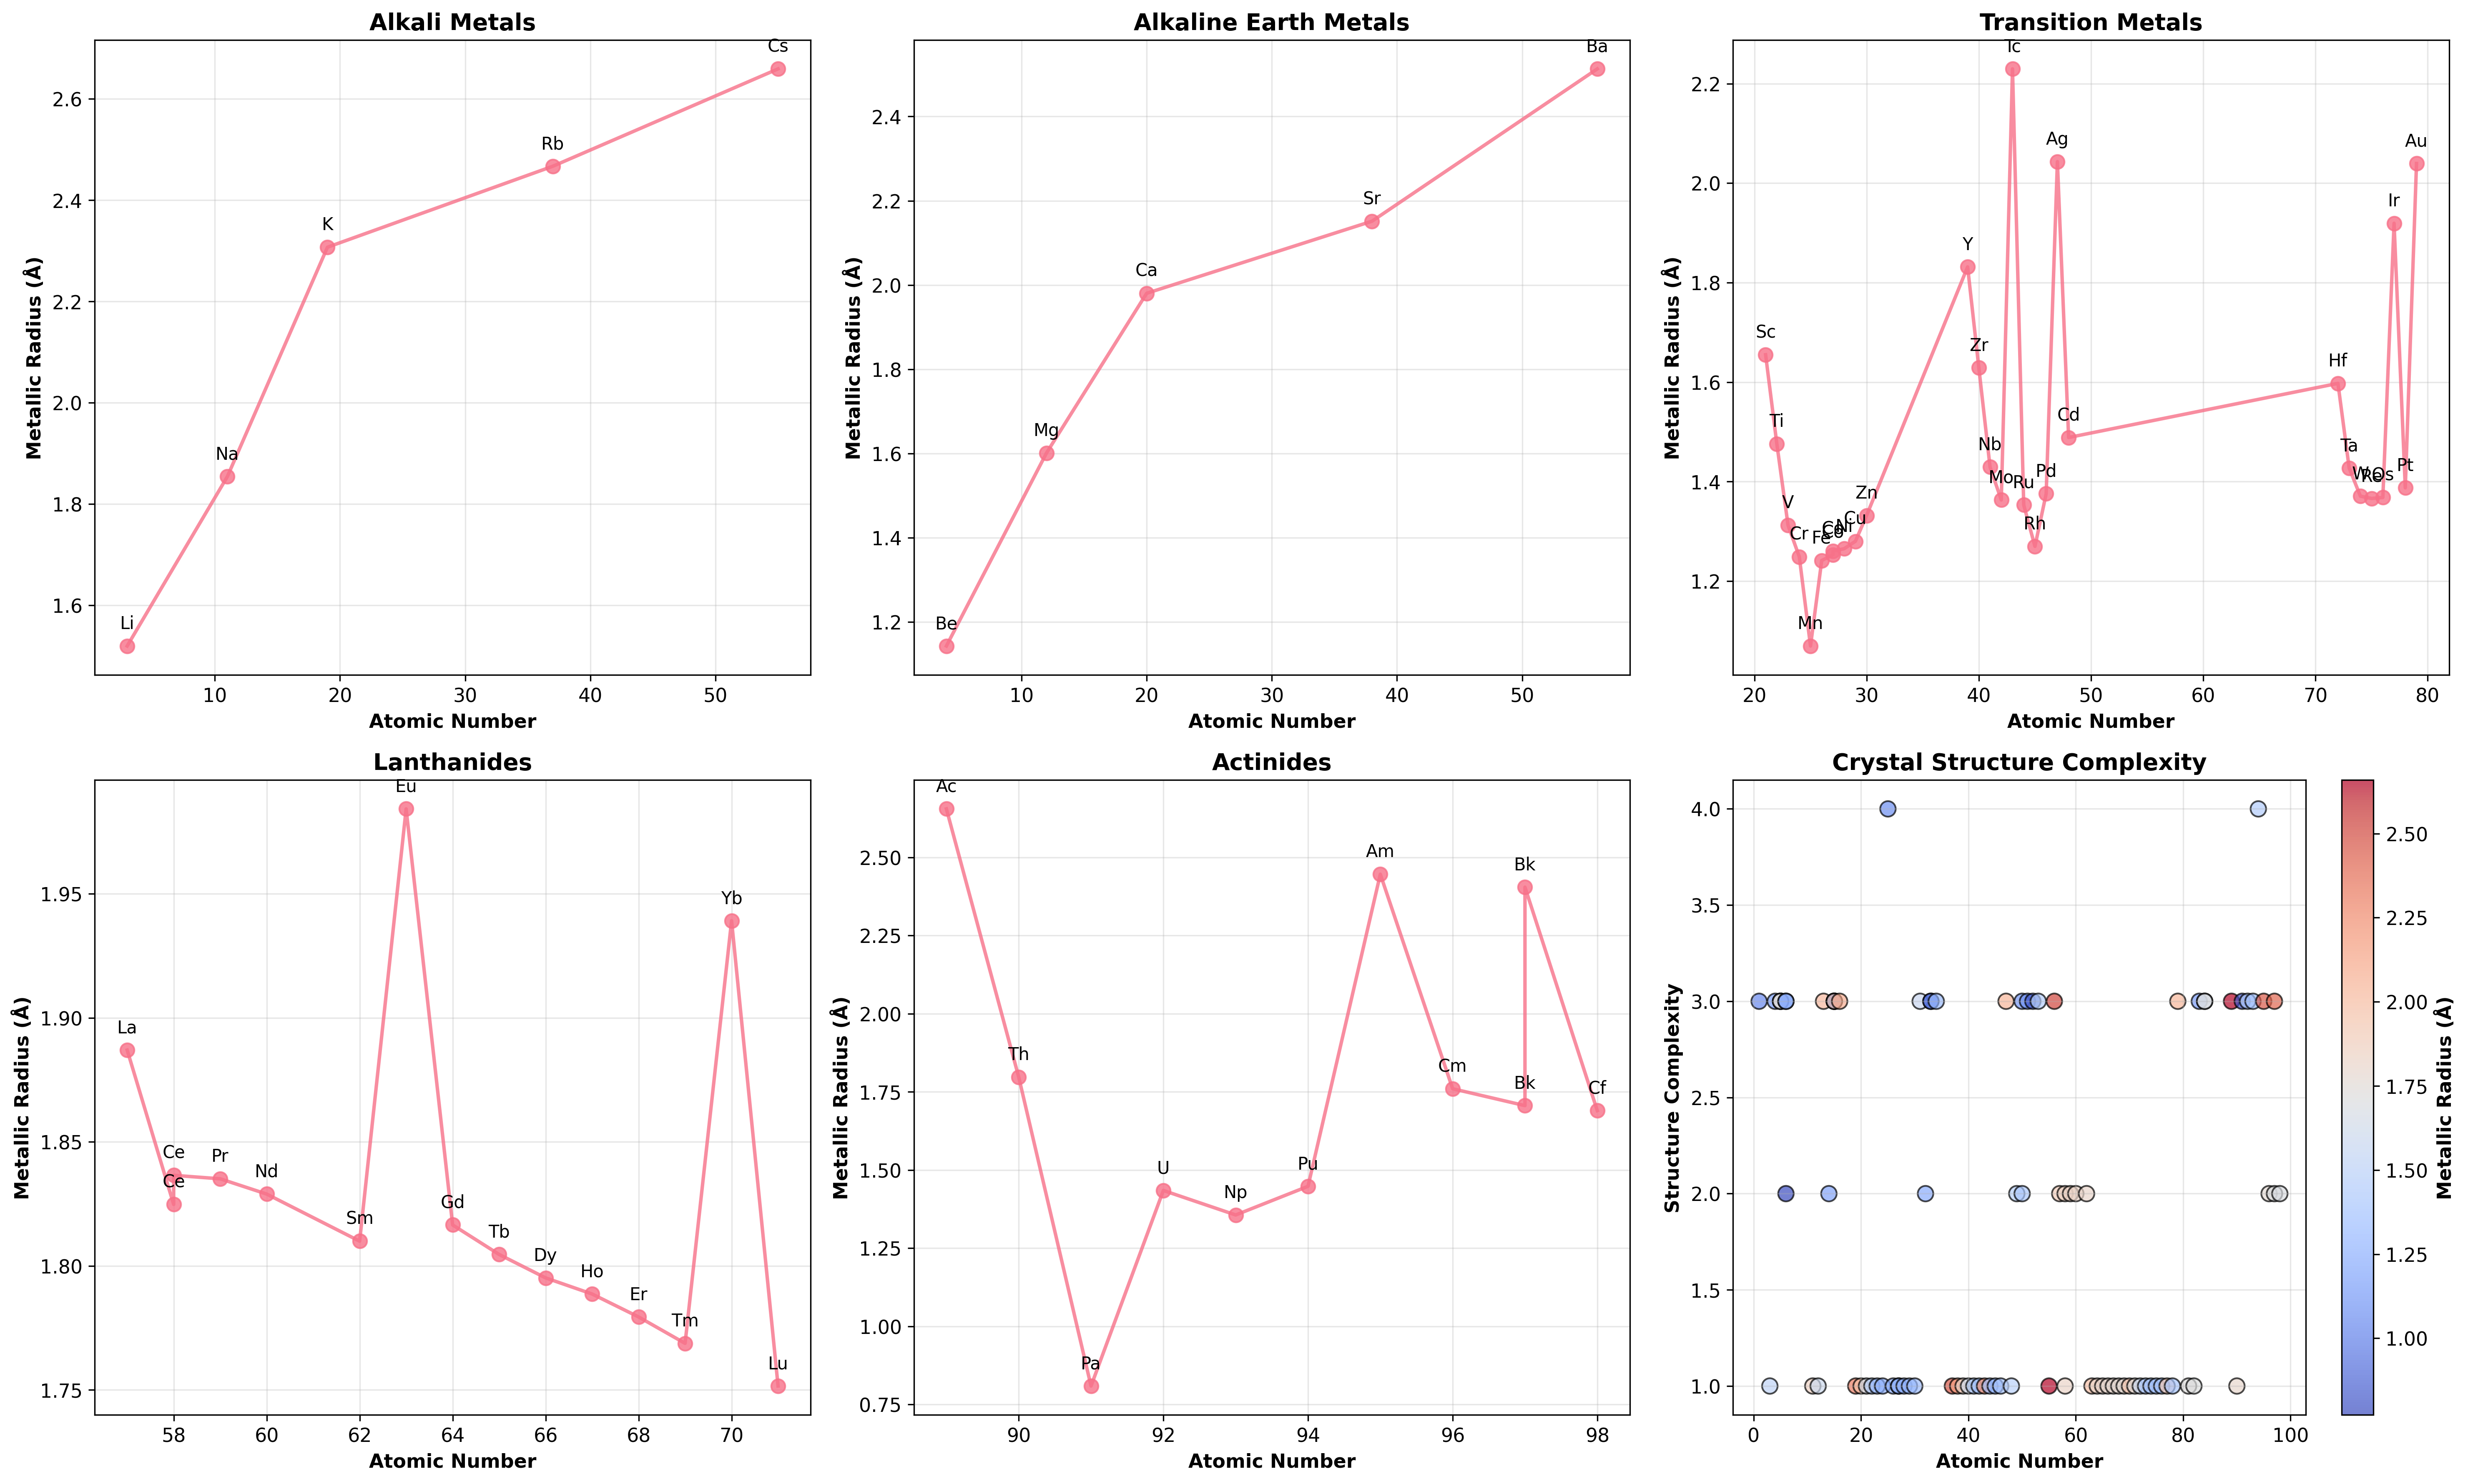 Alkali Metals
Metallic Radius (Å)
2.6
2.4
2.2
2.0
1.8
1.6
Li
Na
K
Rb
Cs
10 20 30 40 50
Atomic Number
Alkaline Earth Metals
Metallic Radius (Å)
2.4
2.2
2.0
1.8
1.6
1.4
1.2
Be
Mg
Ca
Sr
Ba
10 20 30 40 50
Atomic Number
Transition Metals
Metallic Radius (Å)
2.2
2.0
1.8
1.6
1.4
1.2
Sc
Ti
V
Cr
Mn
Fe
Co
Ni
Cu
Zn
Y
Zr
Nb
Mo
Tc
Ru
Rh
Pd
Ag
Cd
Hf
Ta
W
Re
Os
Ir
Pt
Au
20 30 40 50 60 70 80
Atomic Number
Lanthanides
Metallic Radius (Å)
1.95
1.90
1.85
1.80
1.75
La
Ce
Ce
Pr
Nd
Sm
Eu
Gd
Tb
Dy
Ho
Er
Tm
Yb
Lu
58 60 62 64 66 68 70
Atomic Number
Actinides
Metallic Radius (Å)
2.50
2.25
2.00
1.75
1.50
1.25
1.00
0.75
Ac
Th
Pa
U
Np
Pu
Am
Cm
Bk
Bk
Cf
90 92 94 96 98
Atomic Number
Crystal Structure Complexity
Structure Complexity
4.0
3.5
3.0
2.5
2.0
1.5
1.0
0 20 40 60 80 100
Atomic Number
2.50
2.25
2.00
1.75
1.50
1.25
1.00
Metallic Radius (Å)